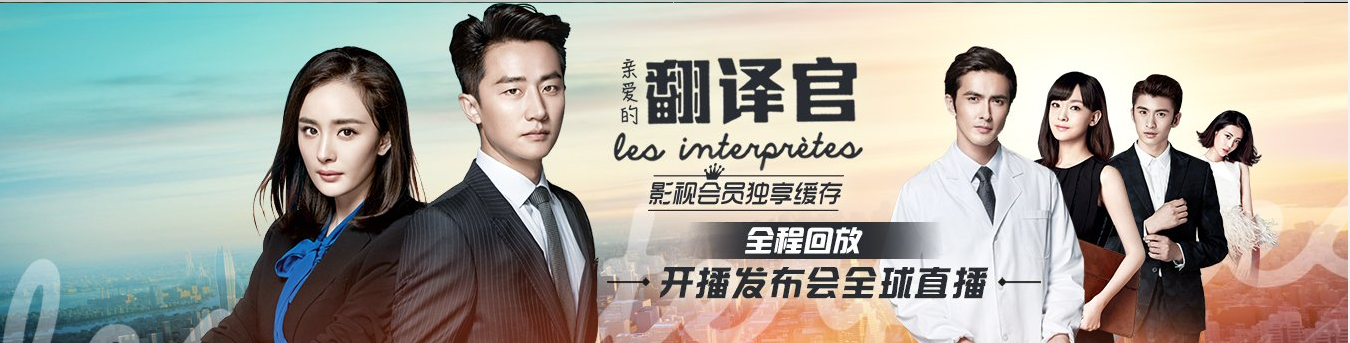 亲爱的
翻译官
les interprètes
影视会员独享缓存
全程回放
开播发布会全球直播